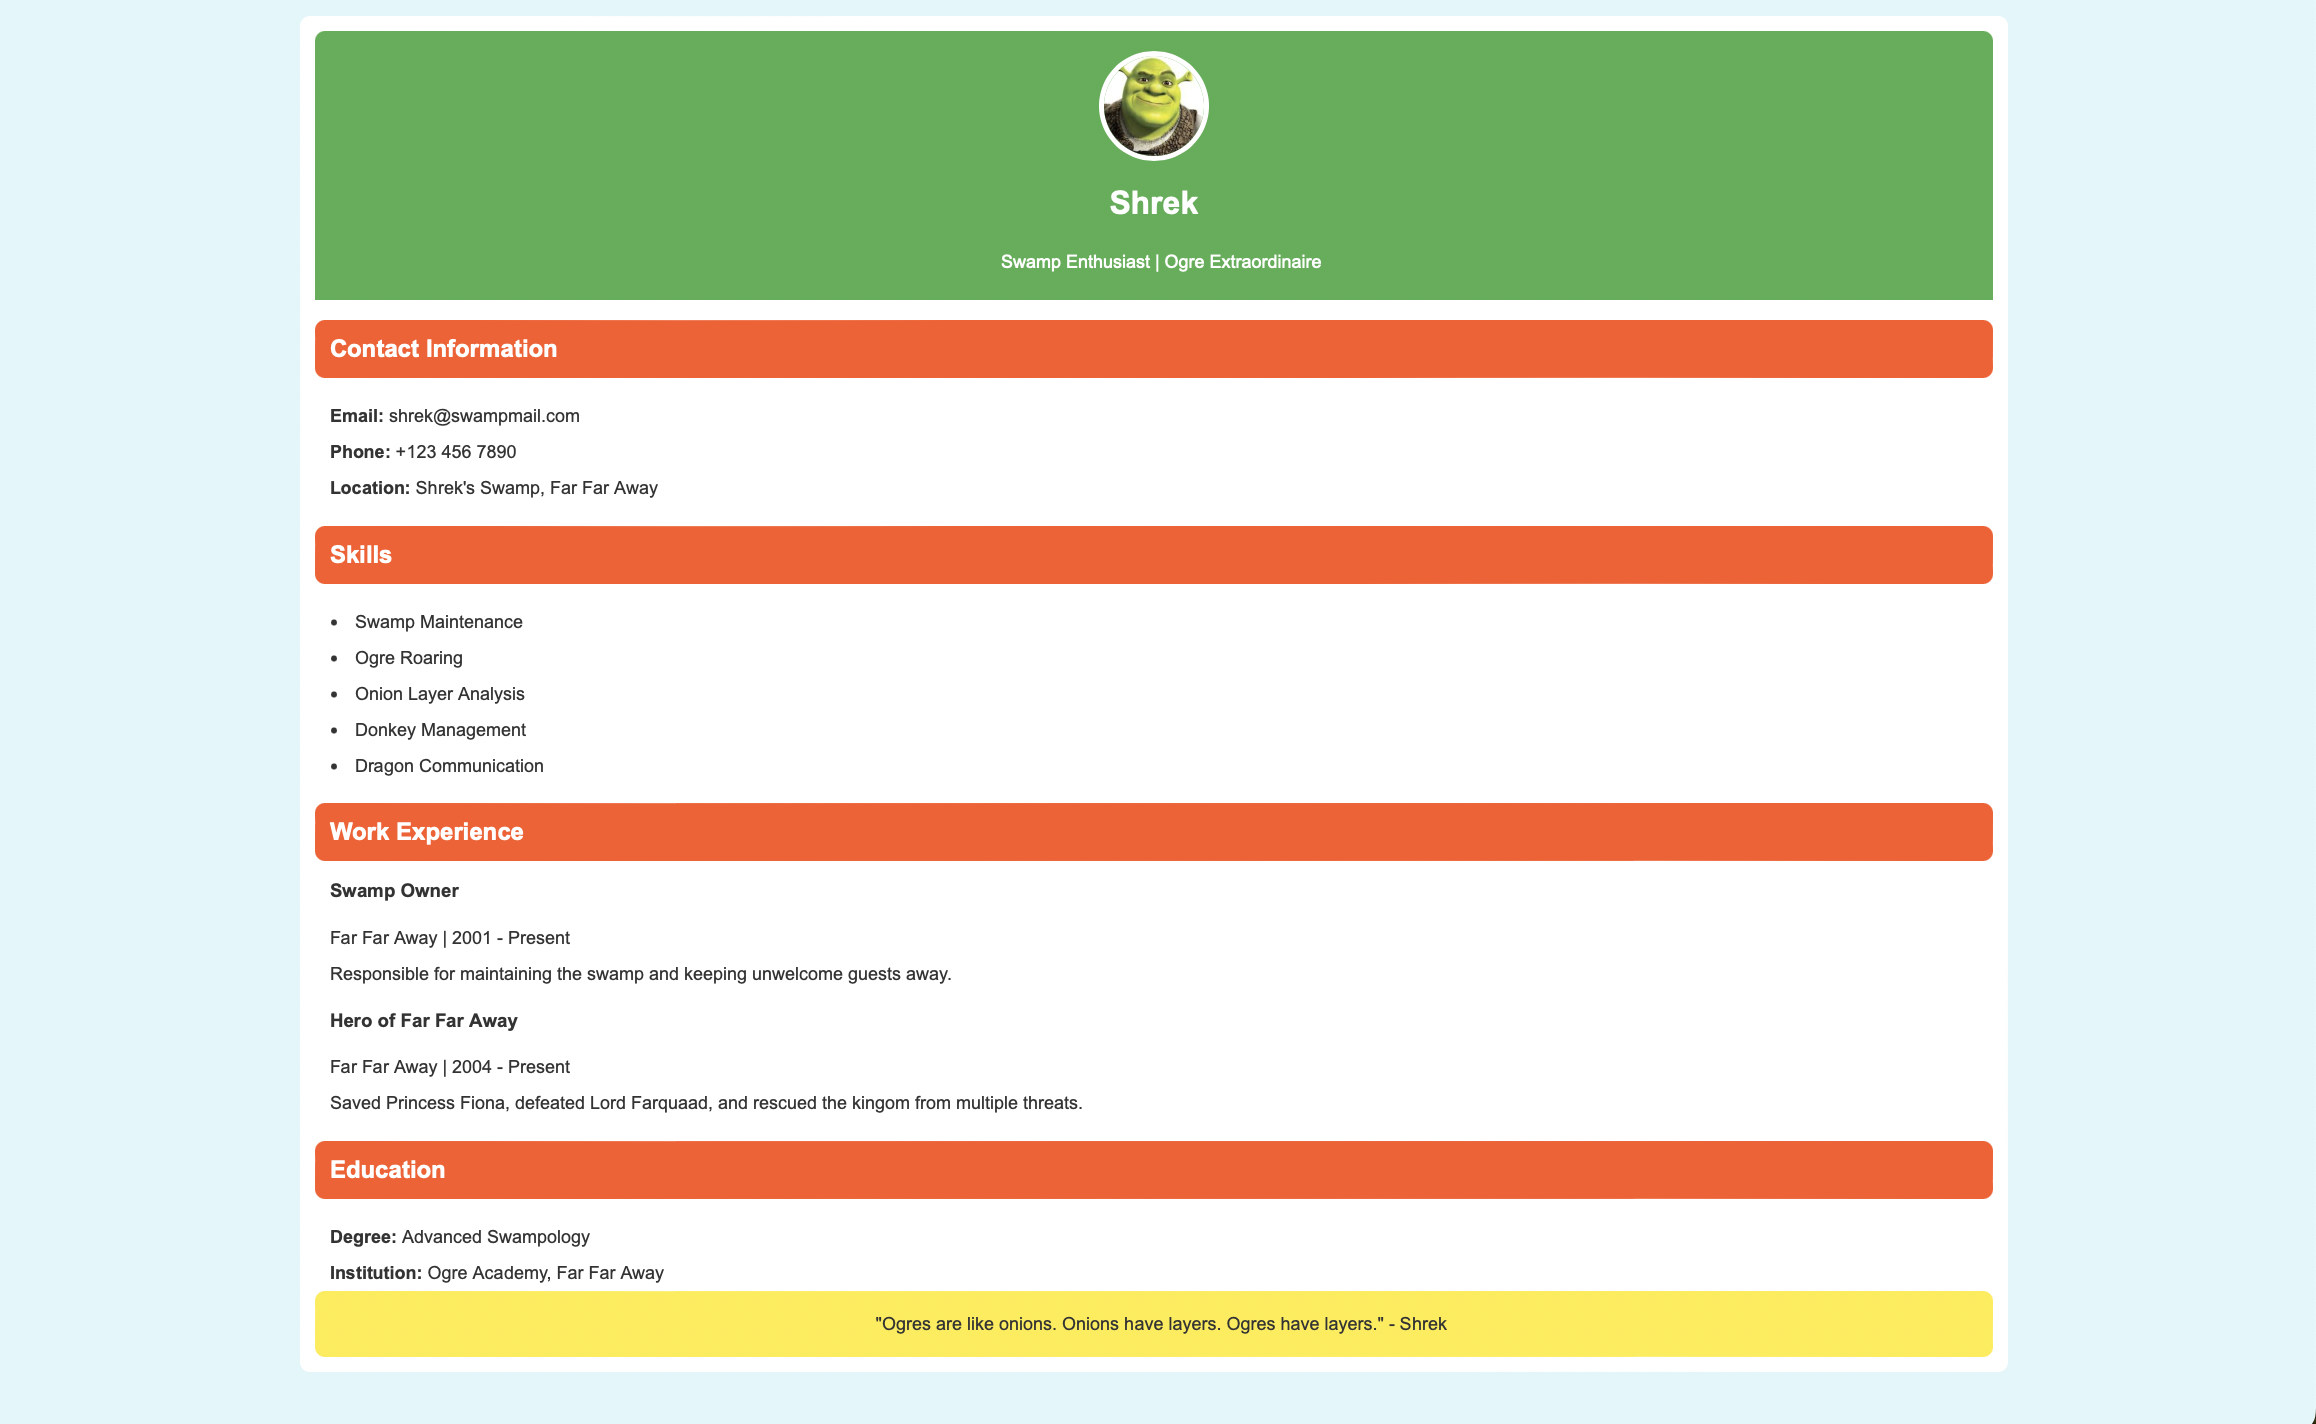 Shrek
Swamp Enthusiast | Ogre Extraordinaire
Contact Information
Email: shrek@swampmail.com
Phone: +123 456 7890
Location: Shrek's Swamp, Far Far Away
Skills
• Swamp Maintenance
• Ogre Roaring
• Onion Layer Analysis
• Donkey Management
• Dragon Communication
Work Experience
Swamp Owner
Far Far Away | 2001 - Present
Responsible for maintaining the swamp and keeping unwelcome guests away.
Hero of Far Far Away
Far Far Away | 2004 - Present
Saved Princess Fiona, defeated Lord Farquaad, and rescued the kingom from multiple threats.
Education
Degree: Advanced Swampology
Institution: Ogre Academy, Far Far Away
"Ogres are like onions. Onions have layers. Ogres have layers." - Shrek